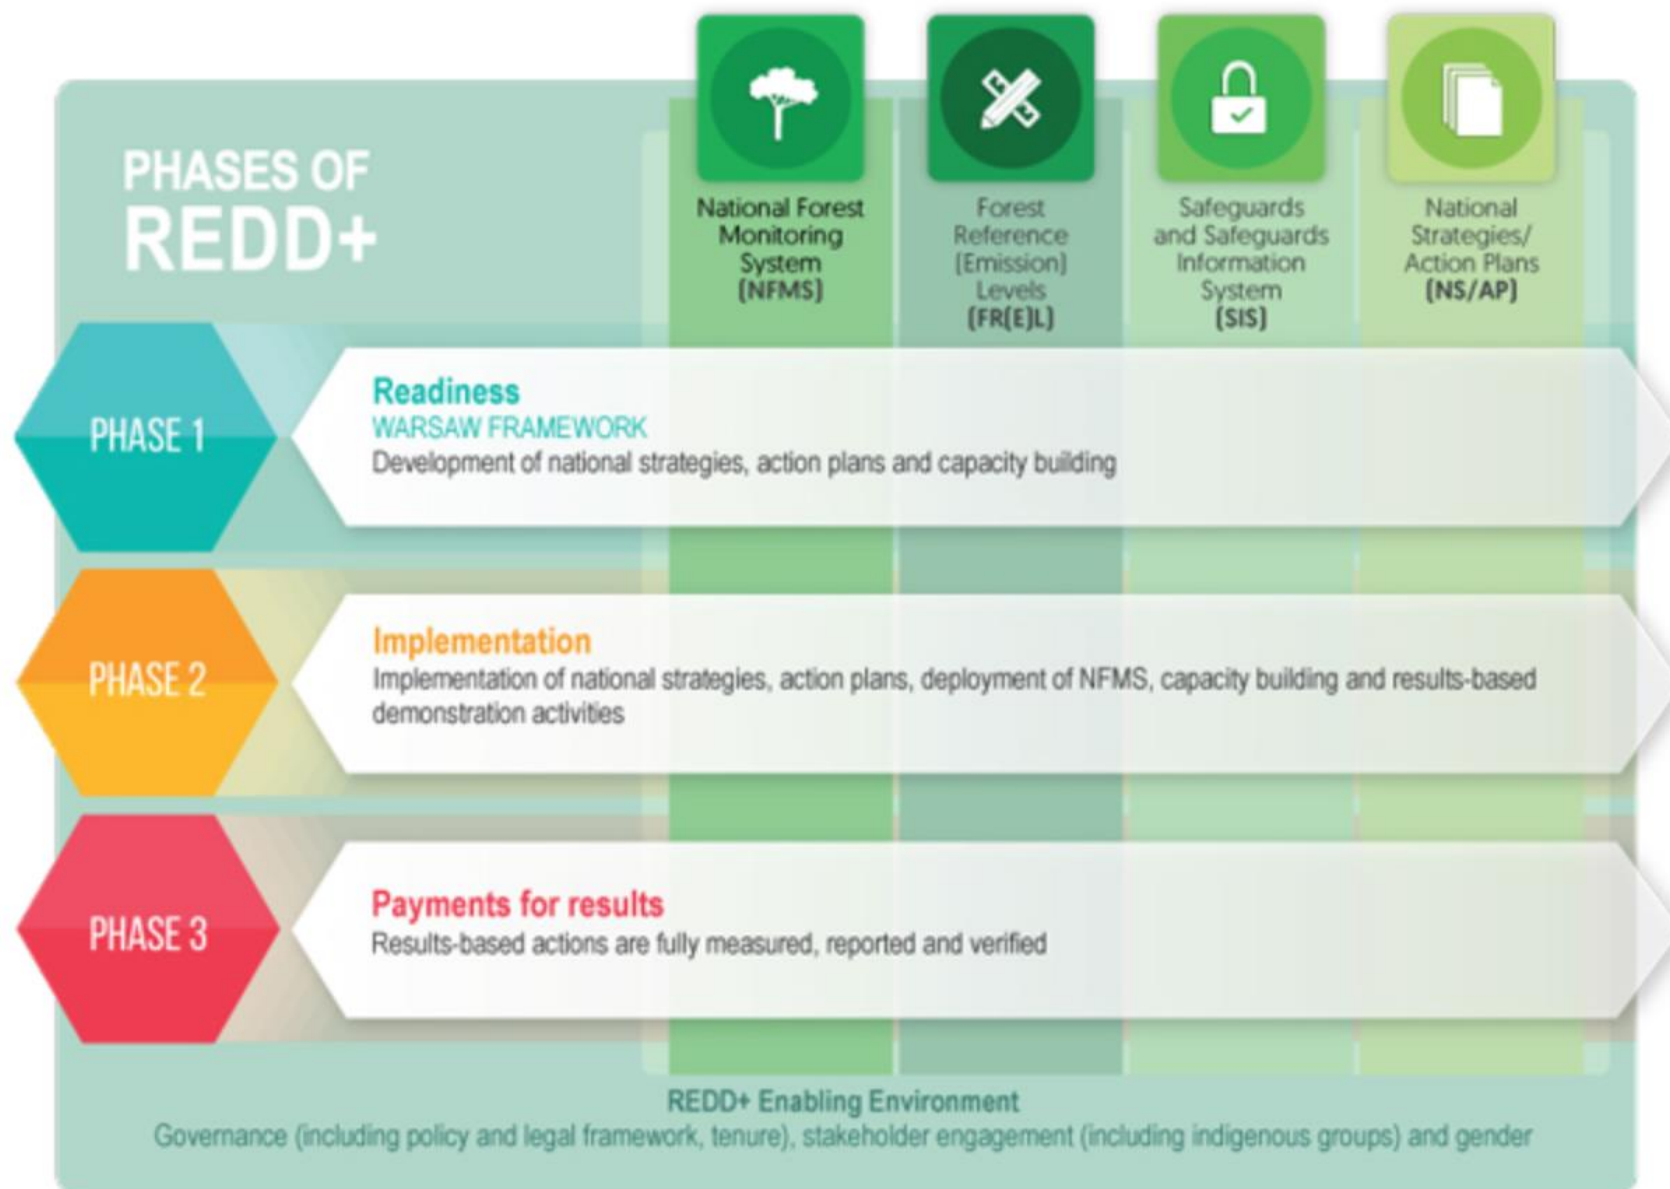 PHASES OF
REDD+
National Forest
Monitoring
System
(NFMS)
Forest
Reference
(Emission)
Levels
(FR(E)L)
Safeguards
and Safeguards
Information
System
(SIS)
National
Strategies/
Action Plans
(NS/AP)
PHASE 1
Readiness
WARSAW FRAMEWORK
Development of national strategies, action plans and capacity building
PHASE 2
Implementation
Implementation of national strategies, action plans, deployment of NFMS, capacity building and results-based
demonstration activities
PHASE 3
Payments for results
Results-based actions are fully measured, reported and verified
REDD+ Enabling Environment
Governance (including policy and legal framework, tenure), stakeholder engagement (including indigenous groups) and gender